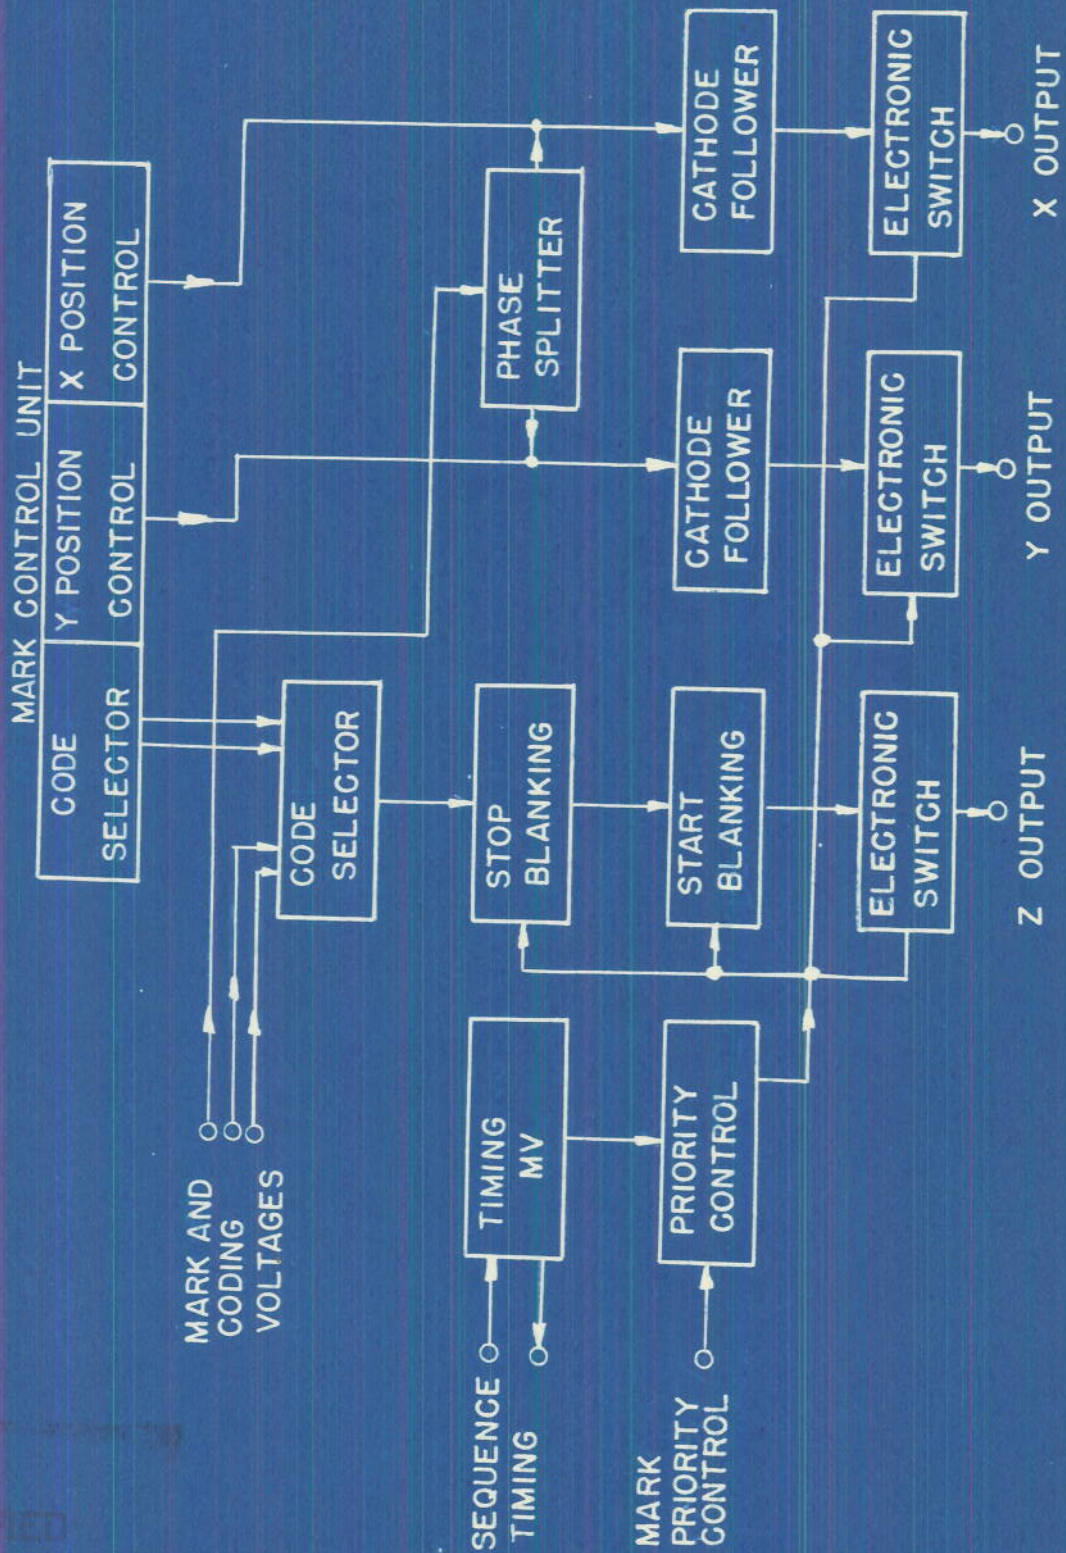 MARK CONTROL UNIT
CODE
SELECTOR
Y POSITION
CONTROL
X POSITION
CONTROL
MARK AND
CODING
VOLTAGES
CODE
SELECTOR
SEQUENCE
TIMING
TIMING
MV
STOP
BLANKING
PHASE
SPLITTER
MARK
PRIORITY
CONTROL
PRIORITY
CONTROL
START
BLANKING
CATHODE
FOLLOWER
CATHODE
FOLLOWER
ELECTRONIC
SWITCH
ELECTRONIC
SWITCH
ELECTRONIC
SWITCH
Z OUTPUT
Y OUTPUT
X OUTPUT